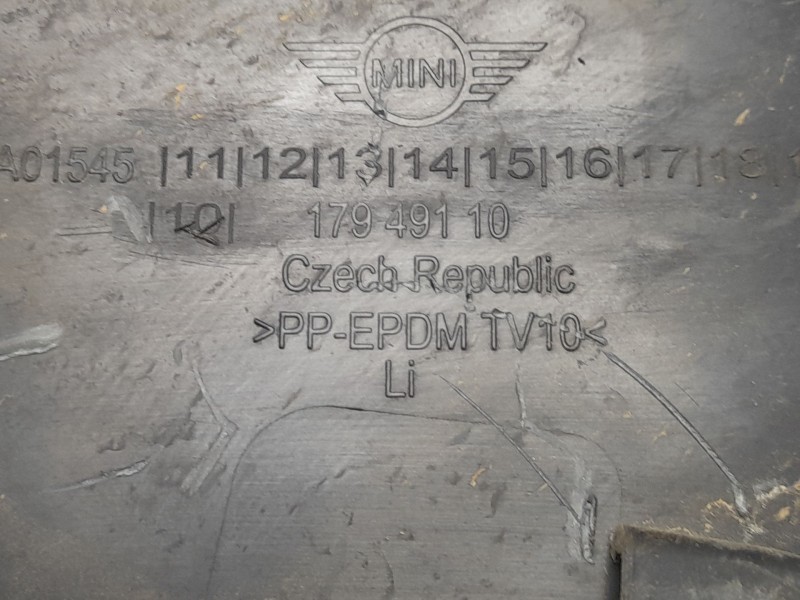 MINI
A01545 |11|12|13|14|15|16|17|18|
|10| 179 491 10
Czech Republic
>PP-EPDM TV10<
Li